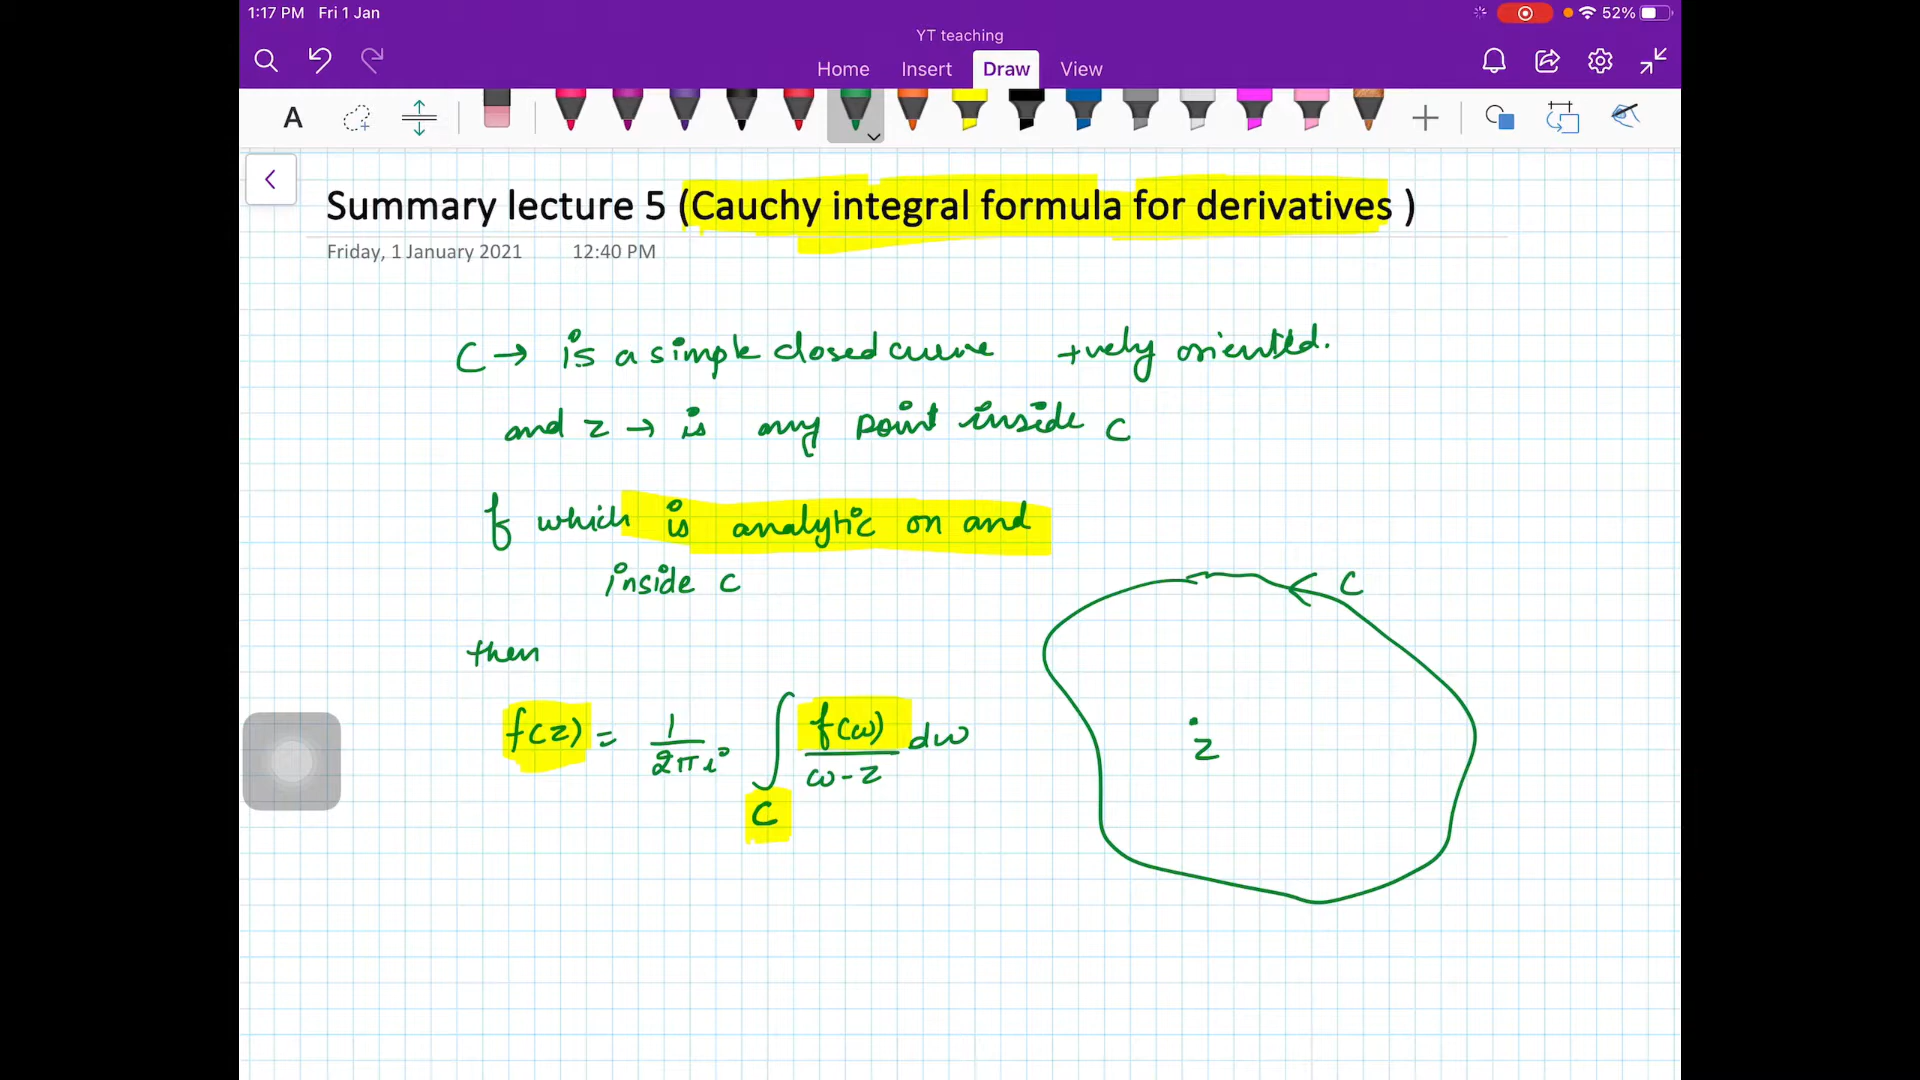 1:17 PM Fri 1 Jan
52%
YT teaching
Home Insert Draw View
A
Summary lecture 5 (Cauchy integral formula for derivatives )
Friday, 1 January 2021 12:40 PM
C → is a simple closed curve +vely oriented.
and z → is any point inside C
f which is analytic on and
inside C
C
then
f(z) = 1/2πi ∫_C f(ω)/(ω-z) dω
z